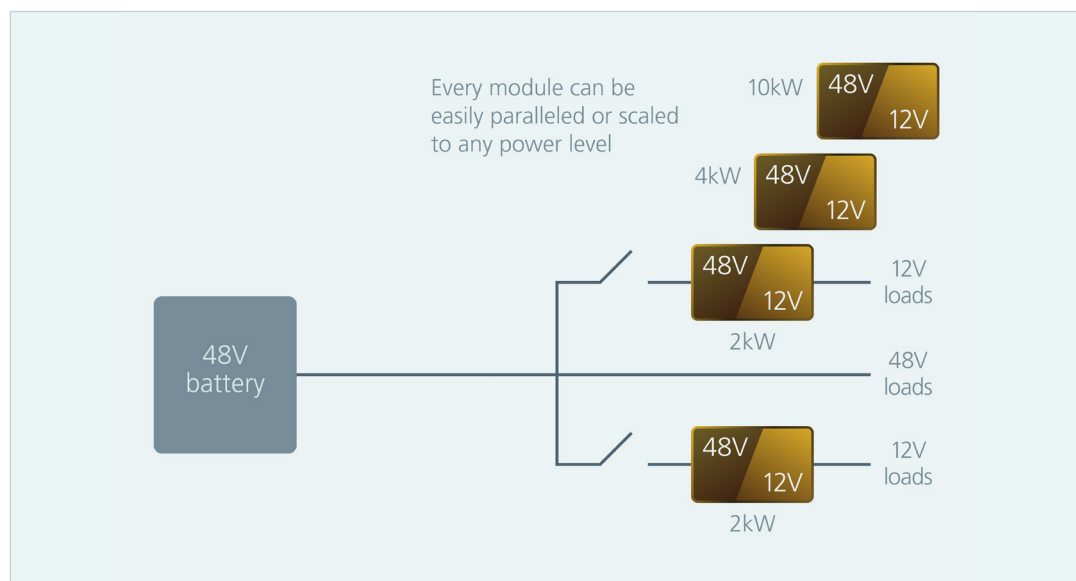 Every module can be
easily paralleled or scaled
to any power level
10kW
48V
12V
4kW
48V
12V
48V
12V
2kW
12V
loads
48V
battery
48V
loads
48V
12V
2kW
12V
loads